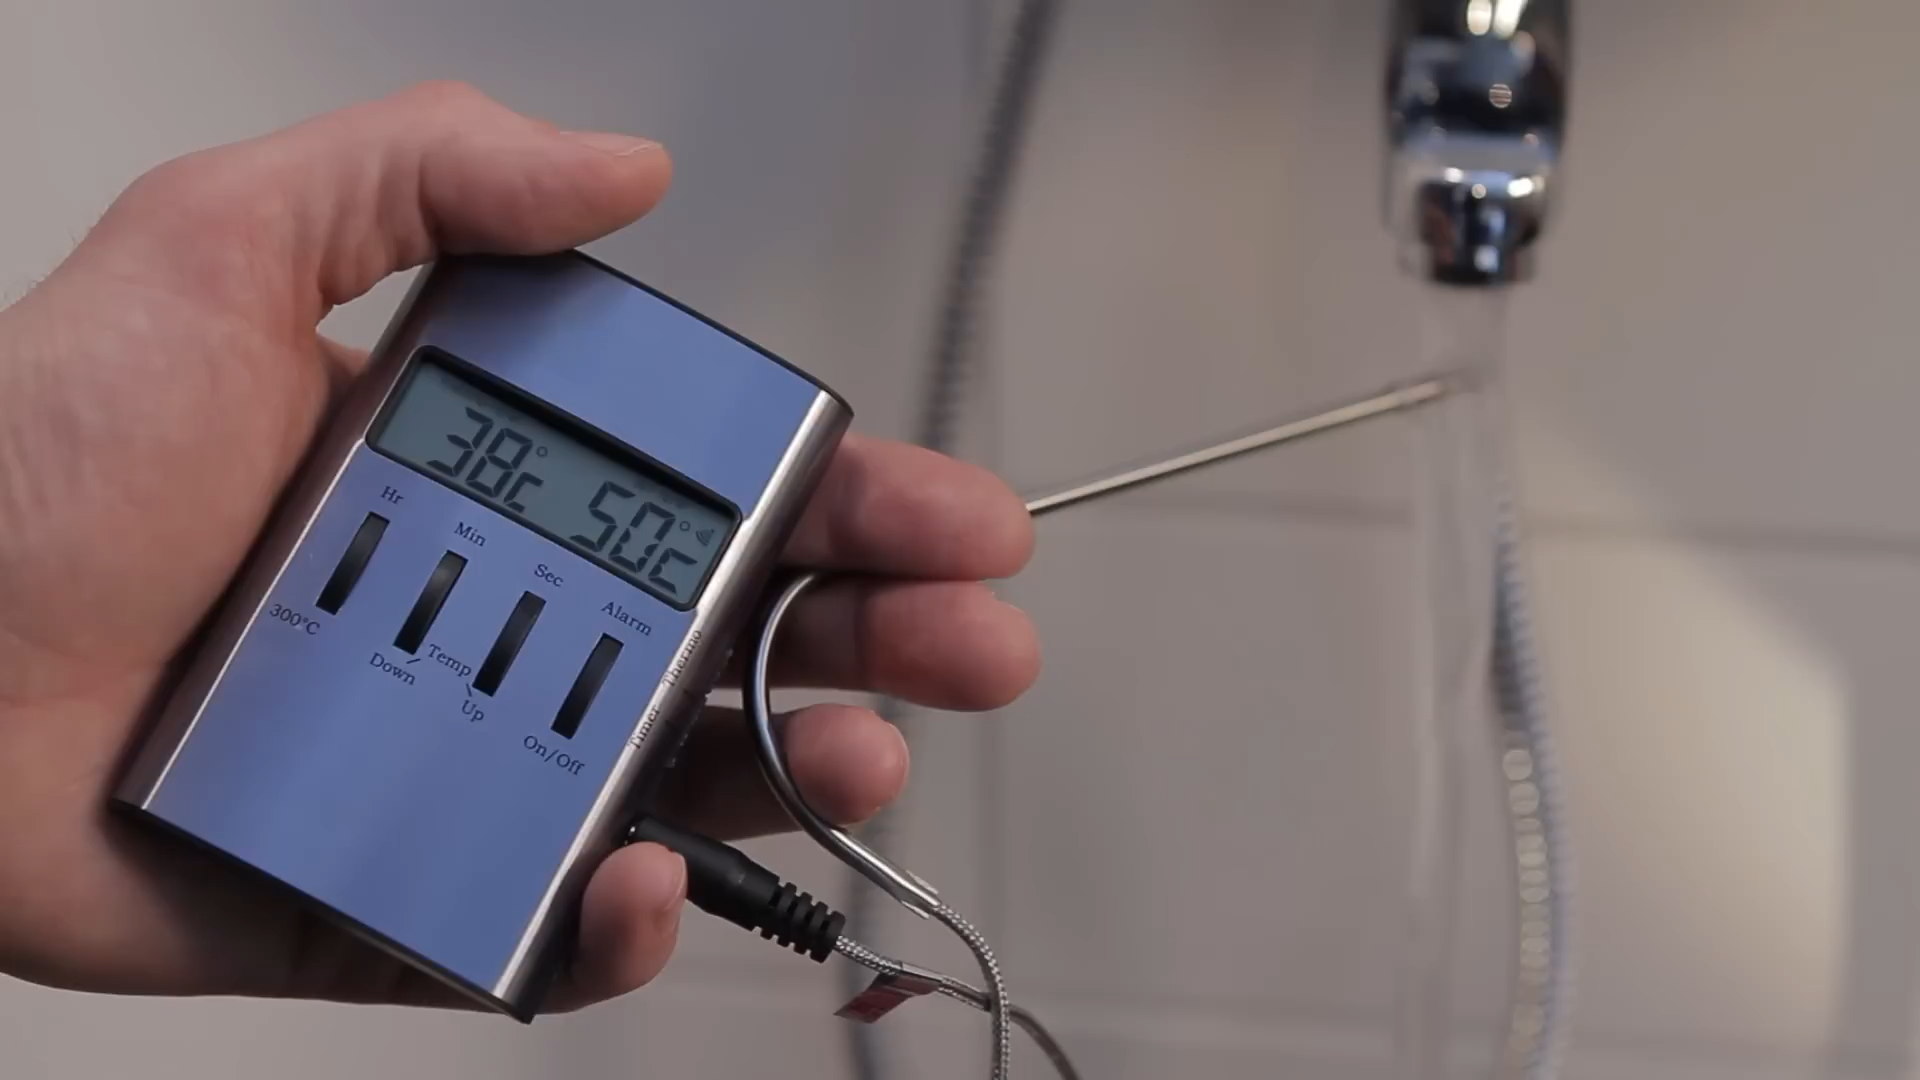 38°c 50°c
Hr
Min
Sec
Alarm
300°C
Down
Temp
Up
On/Off
Timer
Thermo